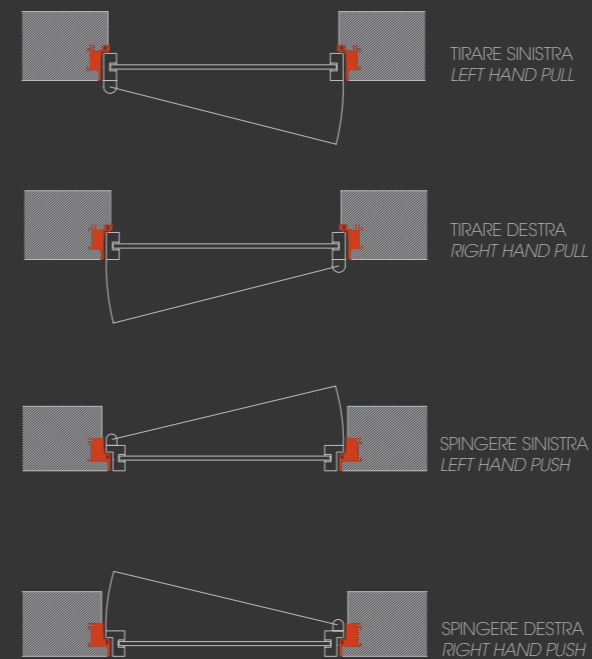 TIRARE SINISTRA
LEFT HAND PULL
TIRARE DESTRA
RIGHT HAND PULL
SPINGERE SINISTRA
LEFT HAND PUSH
SPINGERE DESTRA
RIGHT HAND PUSH